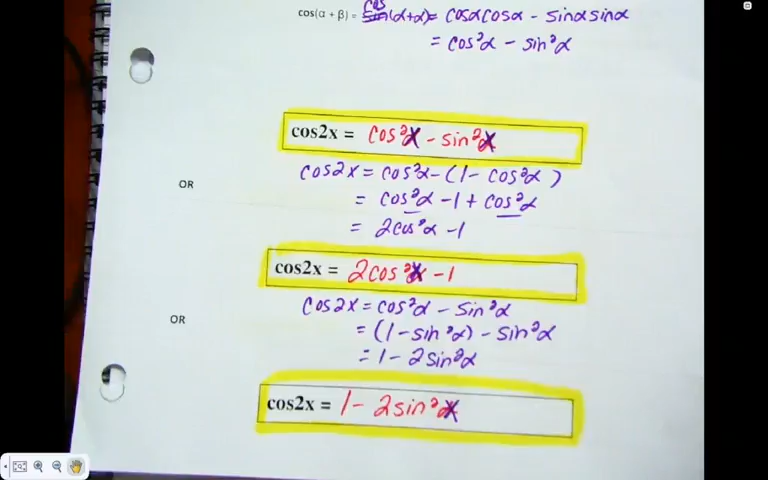 cos(α + β) = cos(α+α) = cosαcosα - sinαsinα
= cos²α - sin²α
cos2x = cos²x - sin²x
cos2x = cos²α - (1 - cos²α)
OR
= cos²α - 1 + cos²α
= 2cos²α - 1
cos2x = 2cos²x - 1
cos2x = cos²α - sin²α
OR
= (1 - sin²α) - sin²α
= 1 - 2sin²α
cos2x = 1 - 2sin²x